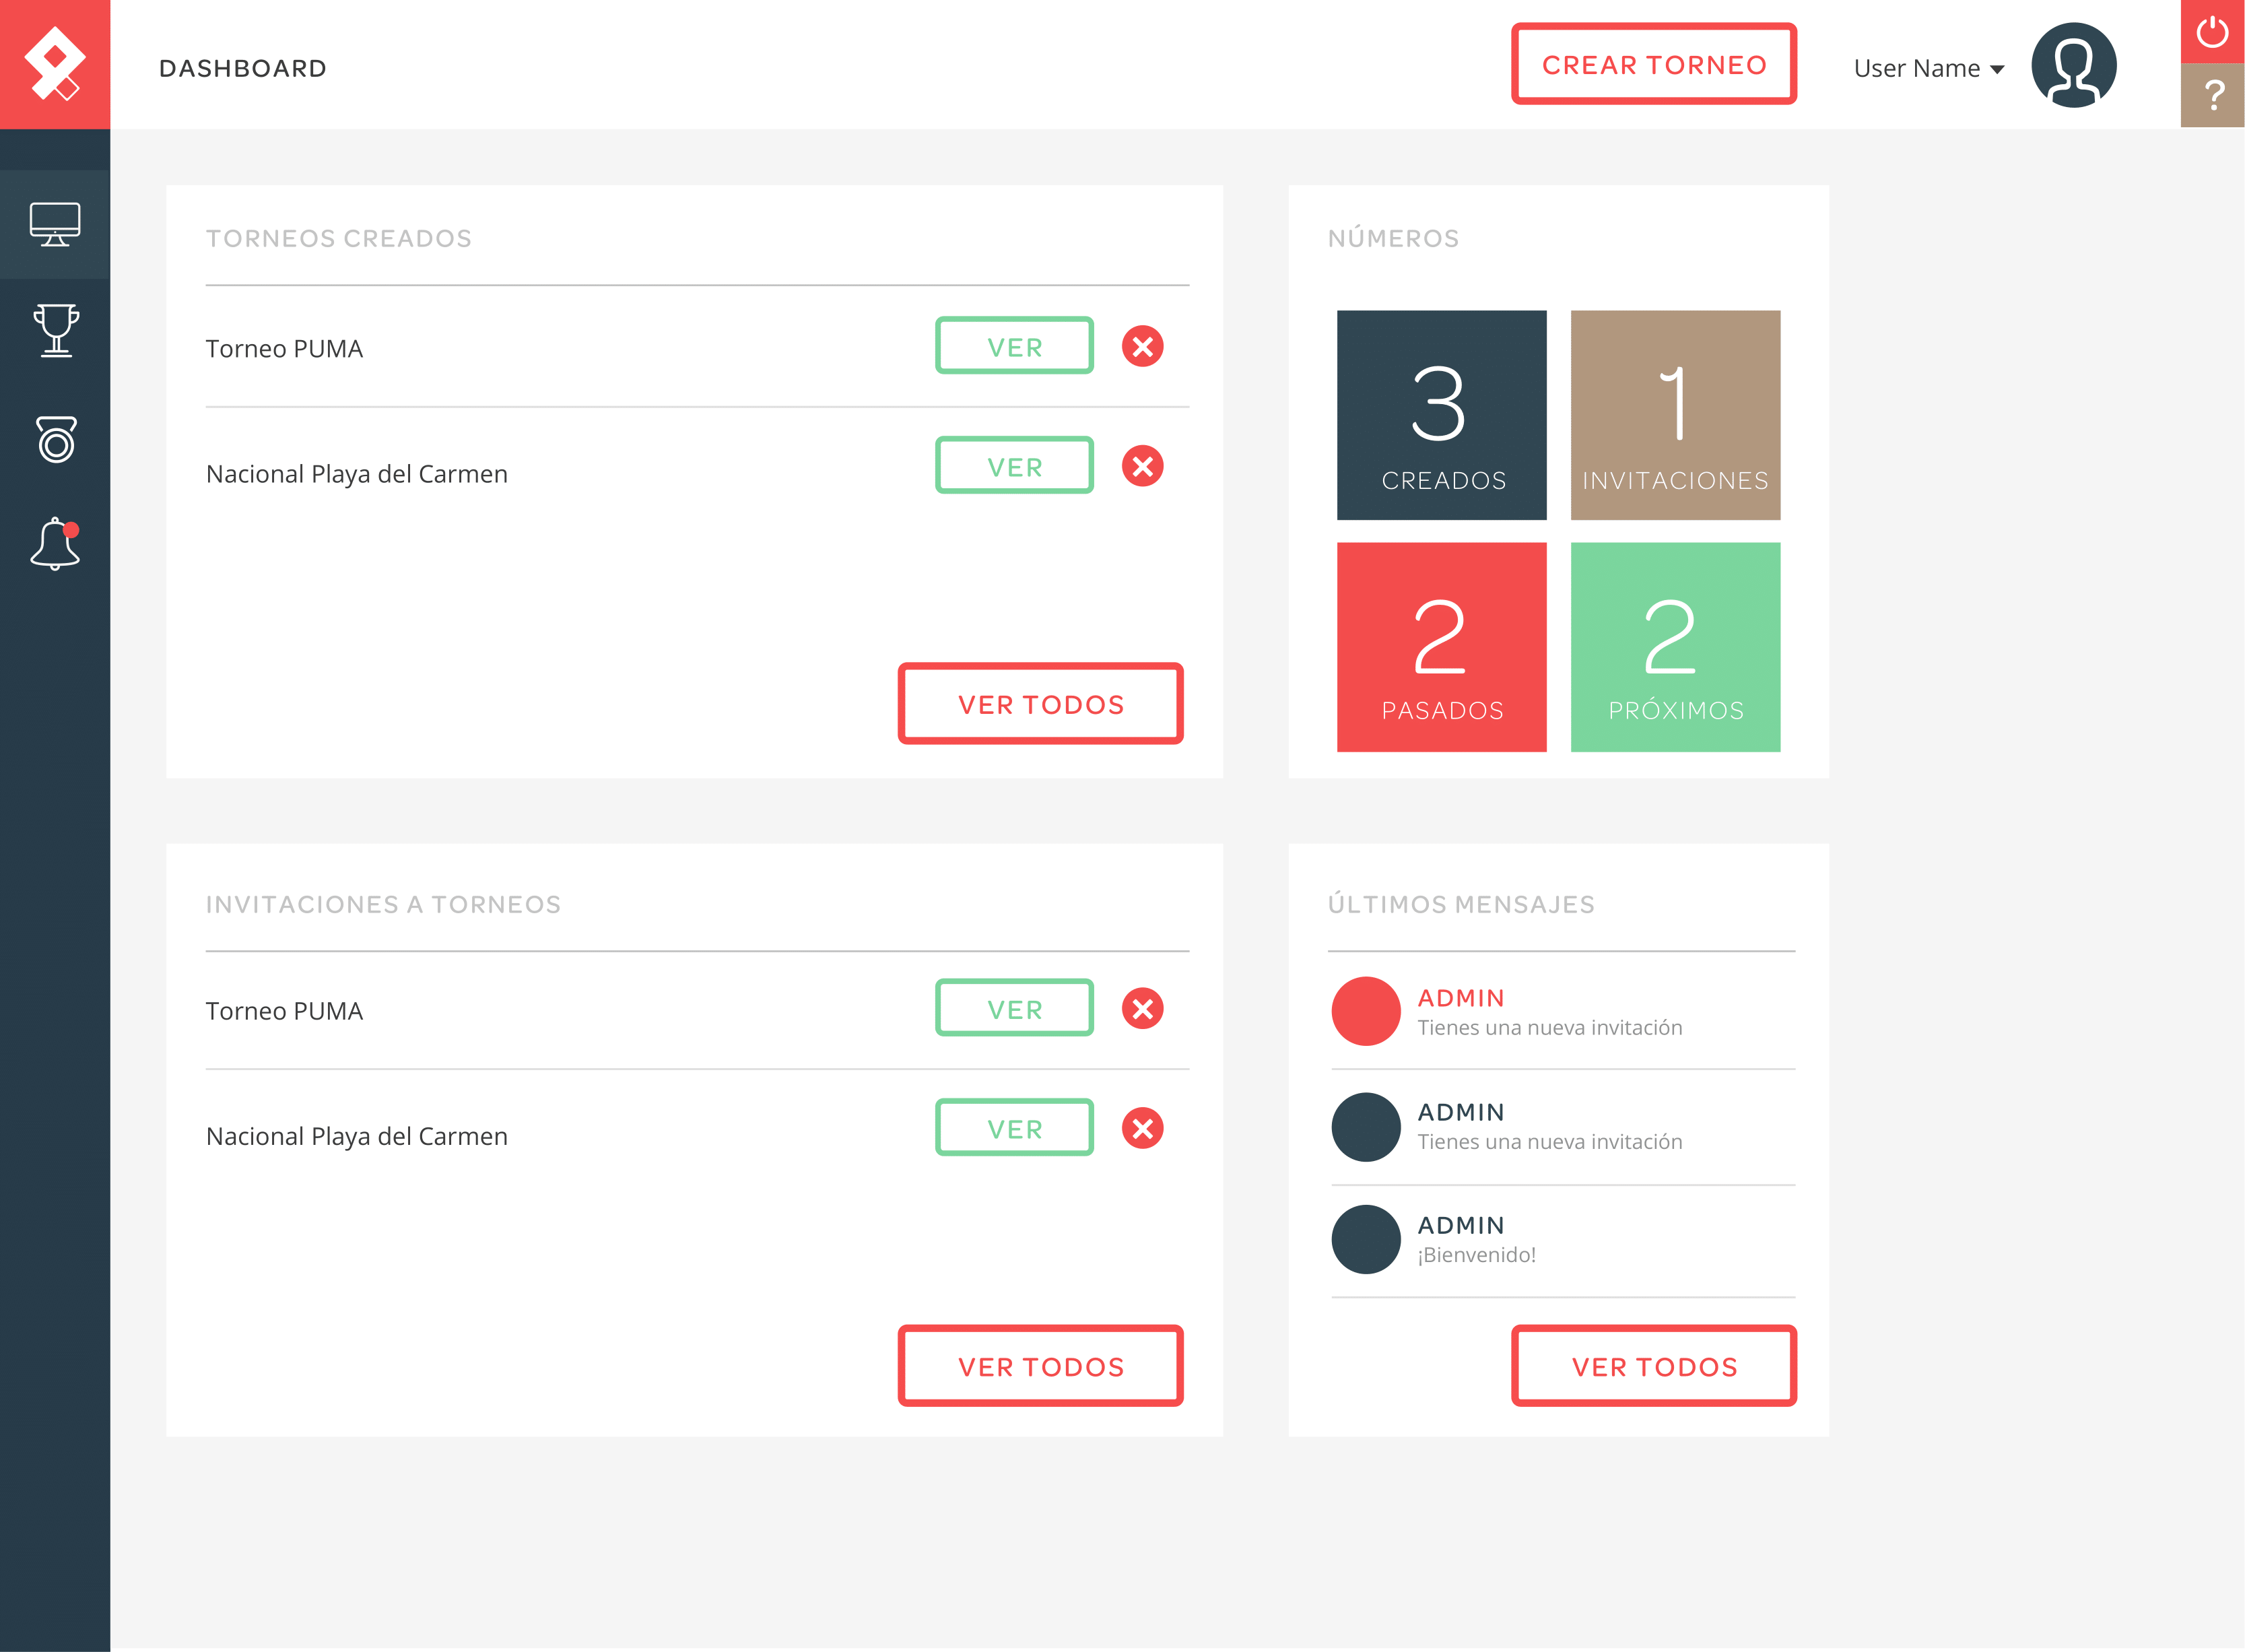 DASHBOARD
CREAR TORNEO
User Name
?
TORNEOS CREADOS
Torneo PUMA
VER
Nacional Playa del Carmen
VER
VER TODOS
NÚMEROS
3
CREADOS
1
INVITACIONES
2
PASADOS
2
PRÓXIMOS
INVITACIONES A TORNEOS
Torneo PUMA
VER
Nacional Playa del Carmen
VER
VER TODOS
ÚLTIMOS MENSAJES
ADMIN
Tienes una nueva invitación
ADMIN
Tienes una nueva invitación
ADMIN
¡Bienvenido!
VER TODOS